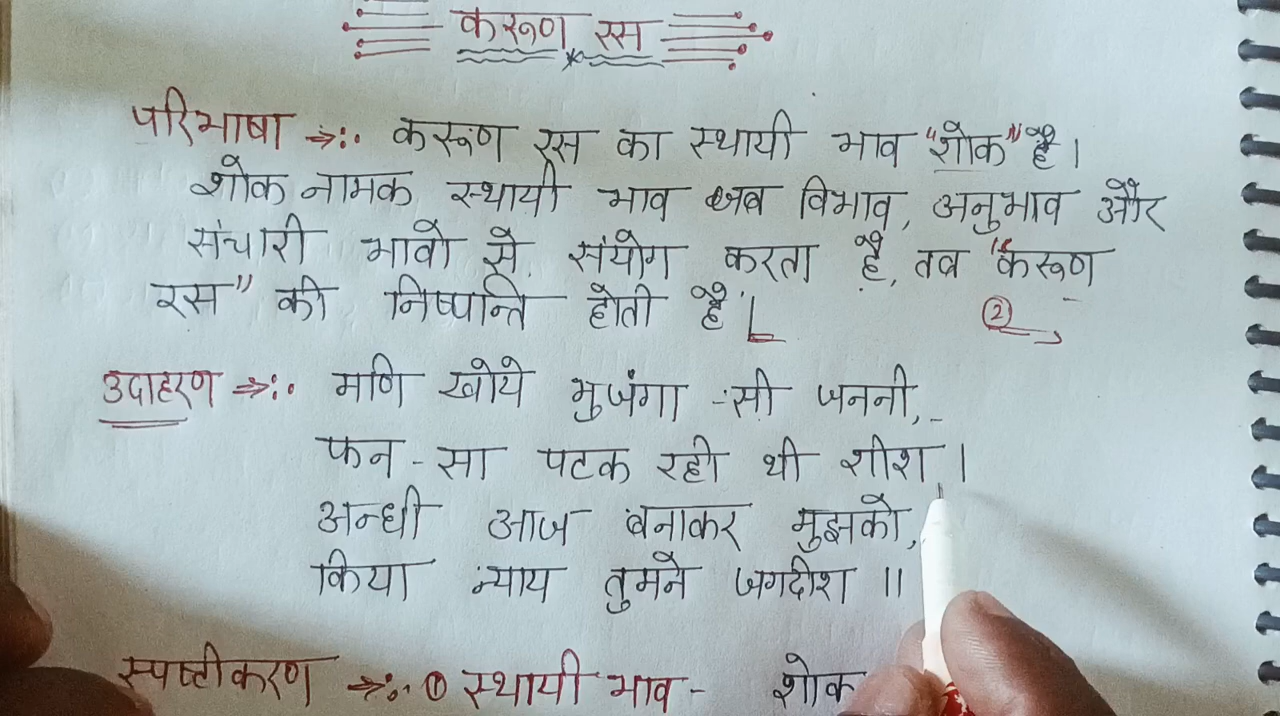 करूण रस
परिभाषा →:. करूण रस का स्थायी भाव "शोक" है।
शोक नामक स्थायी भाव जब विभाव, अनुभाव और
संचारी भावो से संयोग करता है, तब "करूण
रस" की निष्पत्ति होती है।
②
उदाहरण ⇒:. मणि खोये भुजंगा -सी जननी,
फन - सा पटक रही थी शीश।
अन्धी आज बनाकर मुझको,
किया न्याय तुमने जगदीश॥
स्पष्टीकरण →:. ① स्थायी भाव - शोक